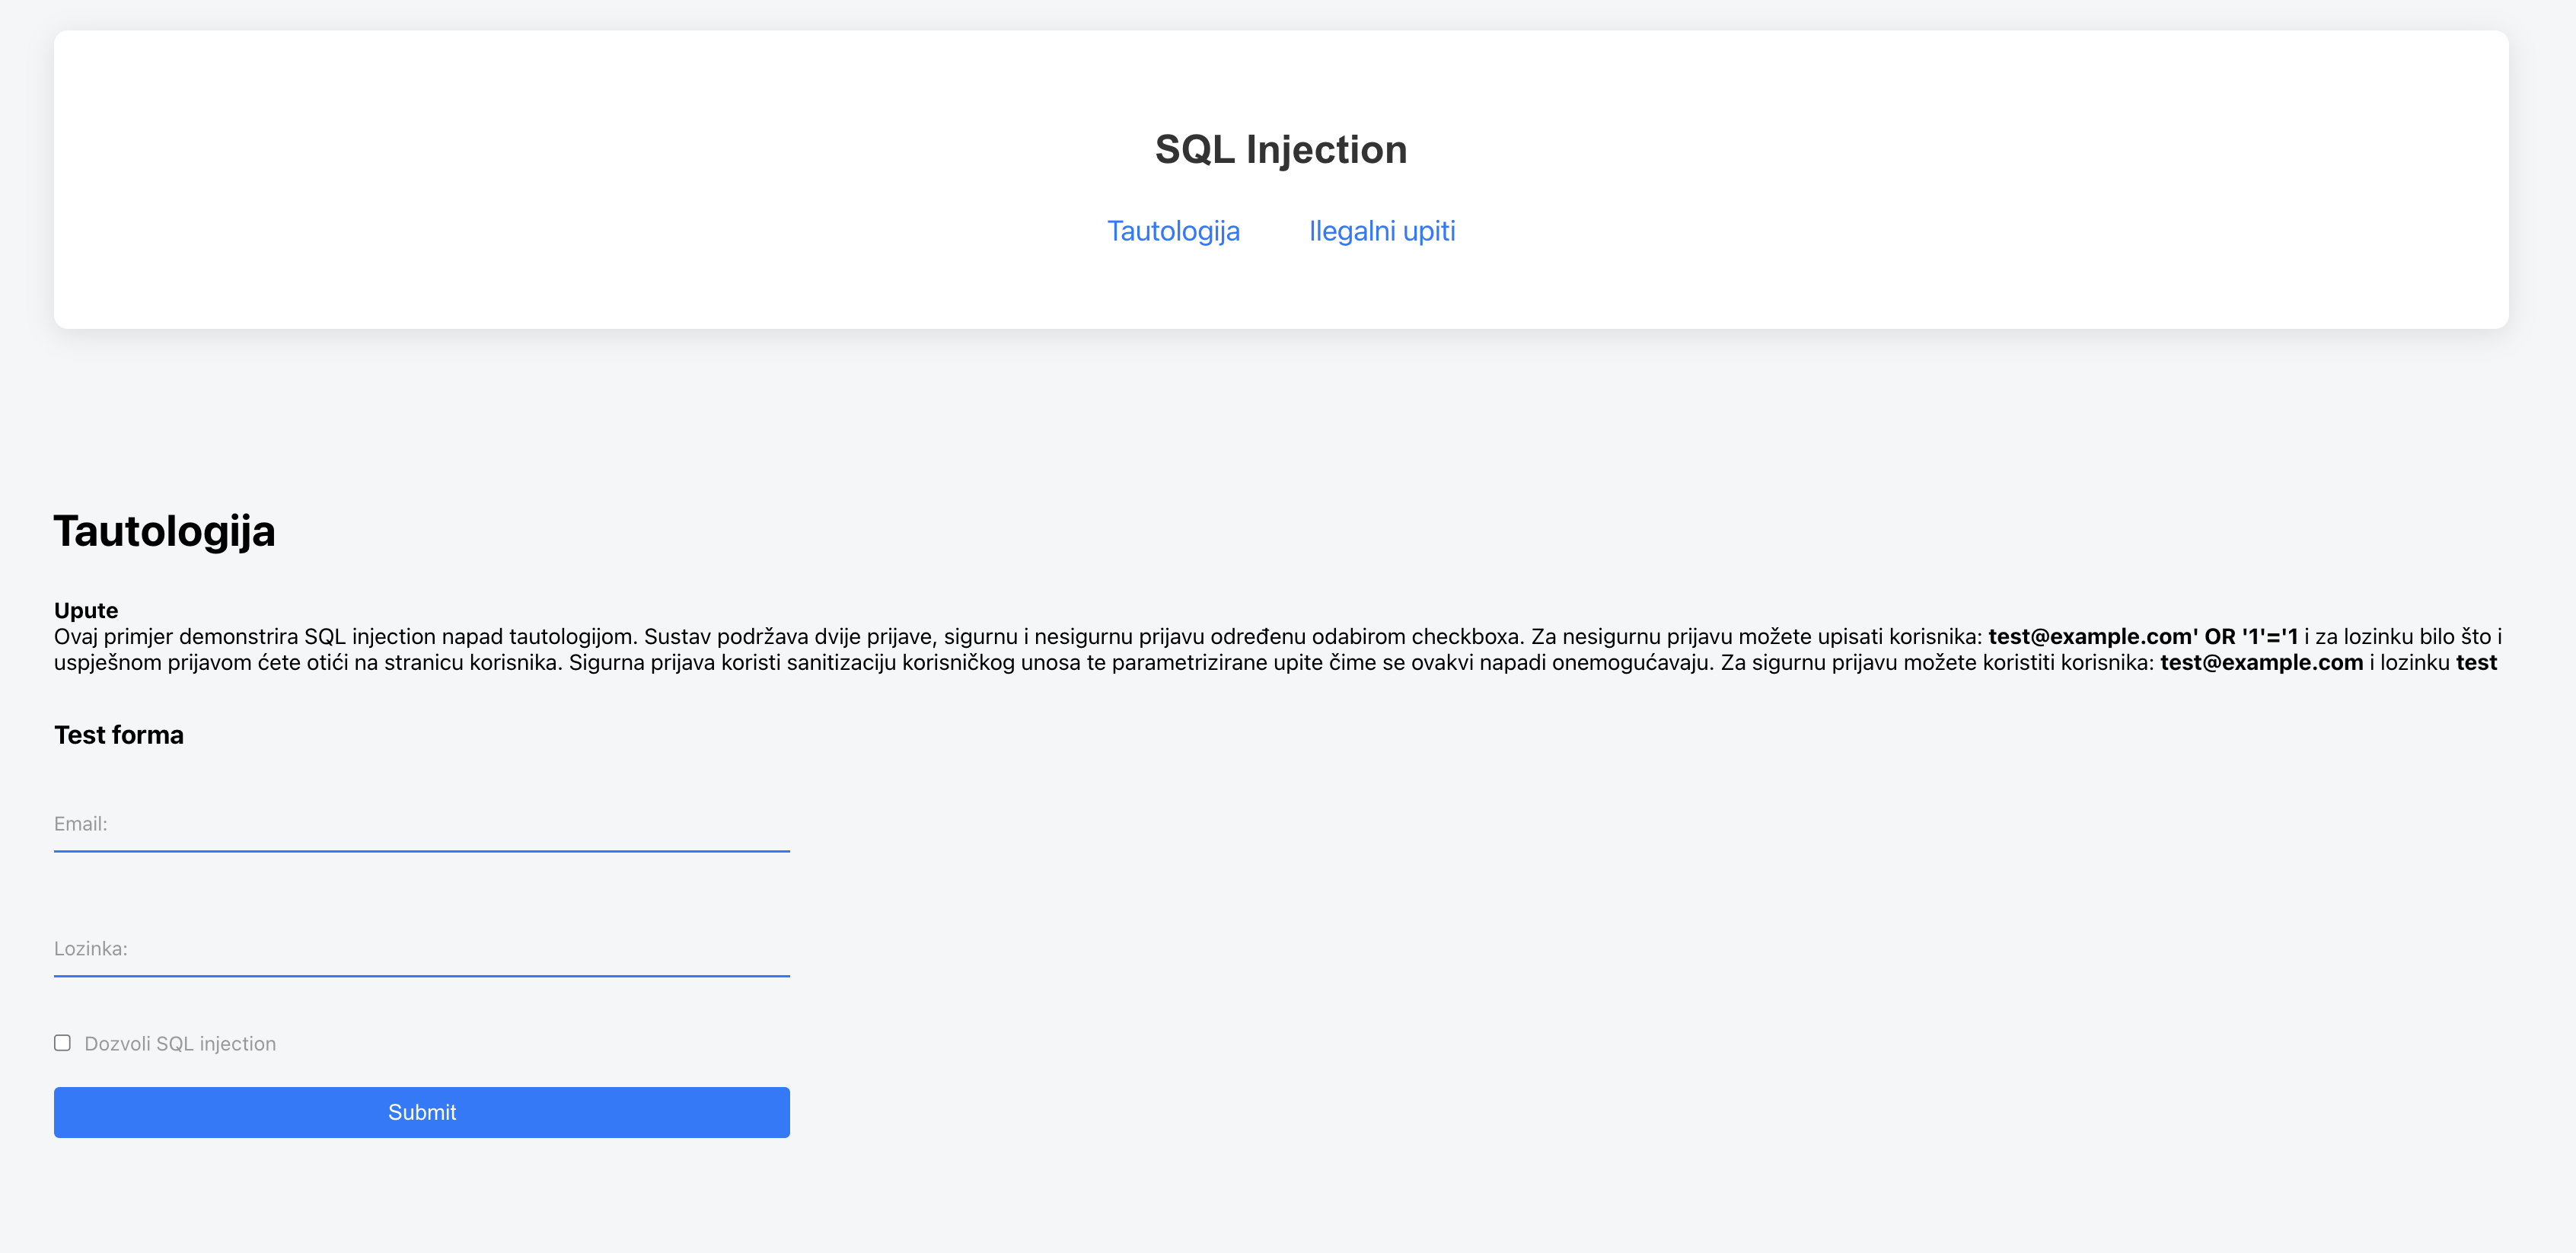 SQL Injection
Tautologija Ilegalni upiti
Tautologija
Upute
Ovaj primjer demonstrira SQL injection napad tautologijom. Sustav podržava dvije prijave, sigurnu i nesigurnu prijavu određenu odabirom checkboxa. Za nesigurnu prijavu možete upisati korisnika: test@example.com' OR '1'='1 i za lozinku bilo što i
uspješnom prijavom ćete otići na stranicu korisnika. Sigurna prijava koristi sanitizaciju korisničkog unosa te parametrizirane upite čime se ovakvi napadi onemogućavaju. Za sigurnu prijavu možete koristiti korisnika: test@example.com i lozinku test
Test forma
Email:
Lozinka:
Dozvoli SQL injection
Submit